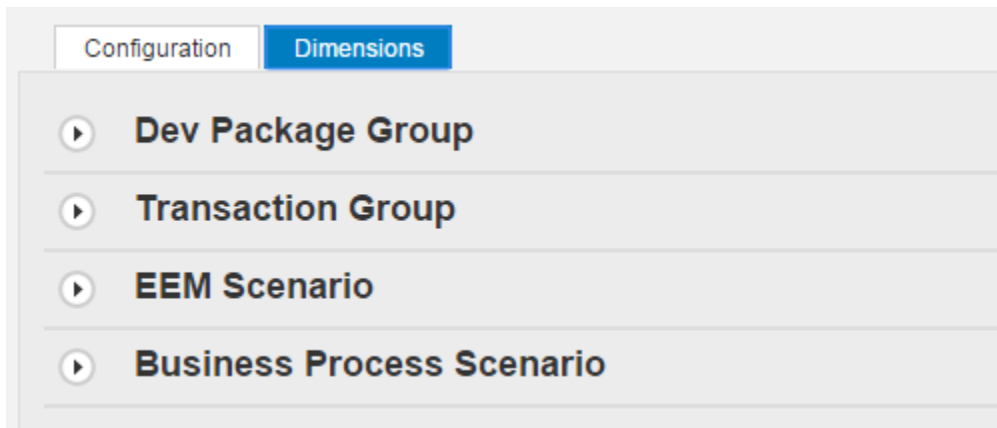 Configuration Dimensions
Dev Package Group
Transaction Group
EEM Scenario
Business Process Scenario